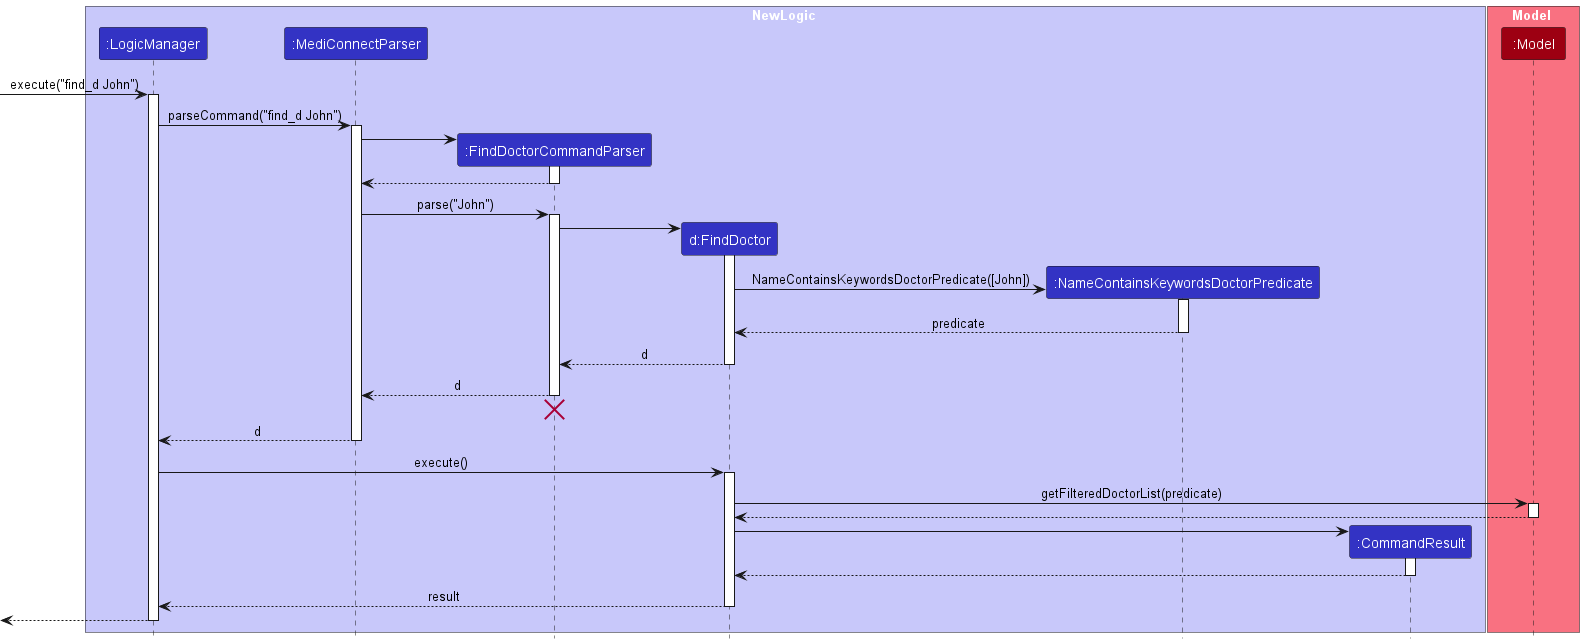 NewLogic
Model
:LogicManager
:MediConnectParser
:Model
execute("find_d John")
parseCommand("find_d John")
:FindDoctorCommandParser
parse("John")
d:FindDoctor
NameContainsKeywordsDoctorPredicate([John])
:NameContainsKeywordsDoctorPredicate
predicate
d
d
d
execute()
getFilteredDoctorList(predicate)
:CommandResult
result